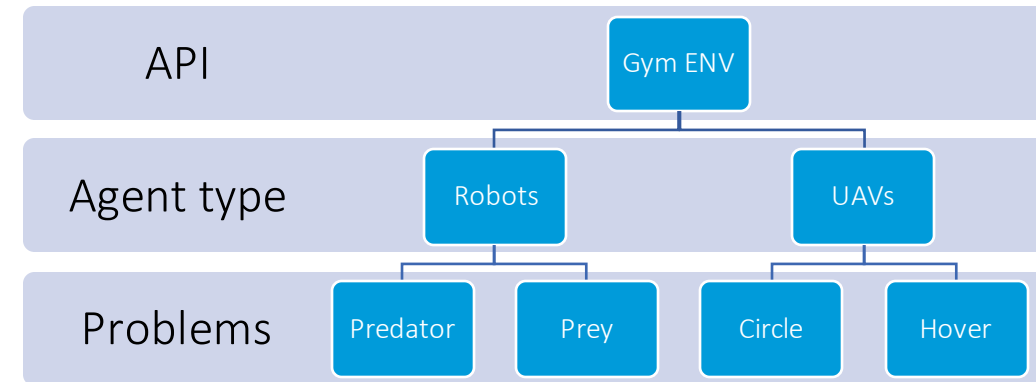 API
Gym ENV
Agent type
Robots
UAVs
Problems
Predator
Prey
Circle
Hover